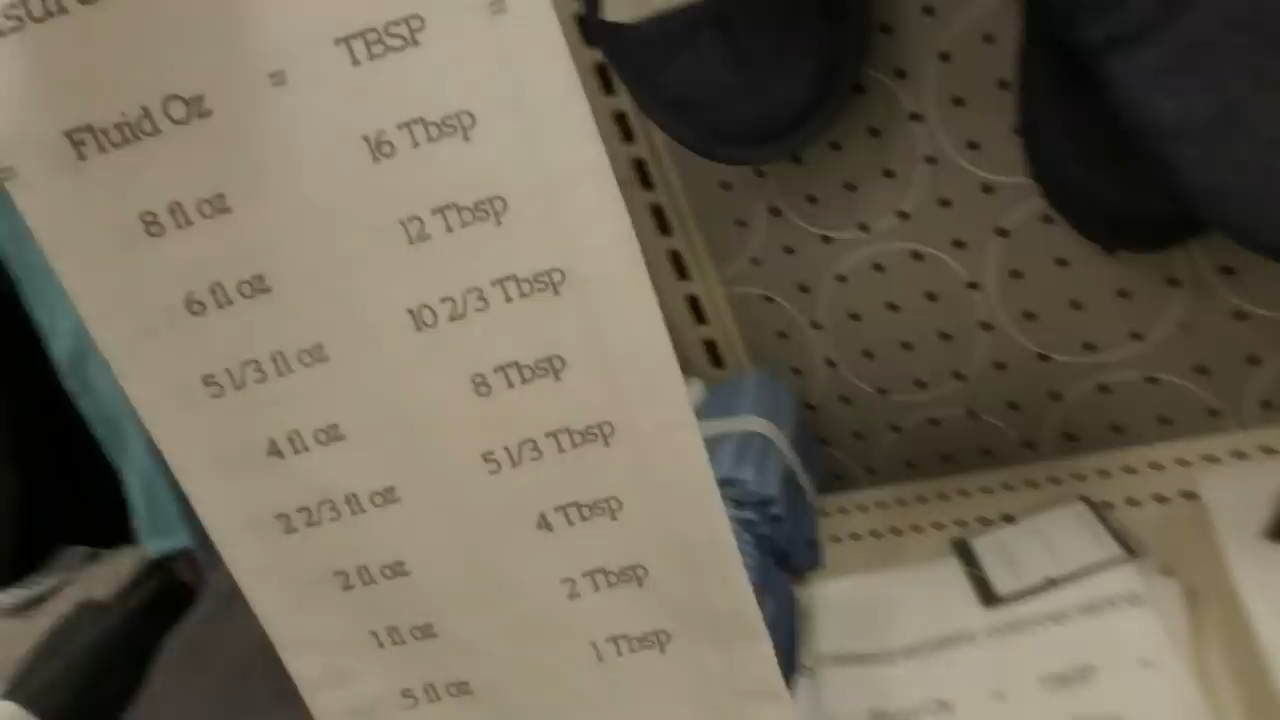 Fluid Oz = TBSP =
8 fl oz 16 Tbsp
6 fl oz 12 Tbsp
5 1/3 fl oz 10 2/3 Tbsp
4 fl oz 8 Tbsp
2 2/3 fl oz 5 1/3 Tbsp
2 fl oz 4 Tbsp
1 fl oz 2 Tbsp
5 fl oz 1 Tbsp